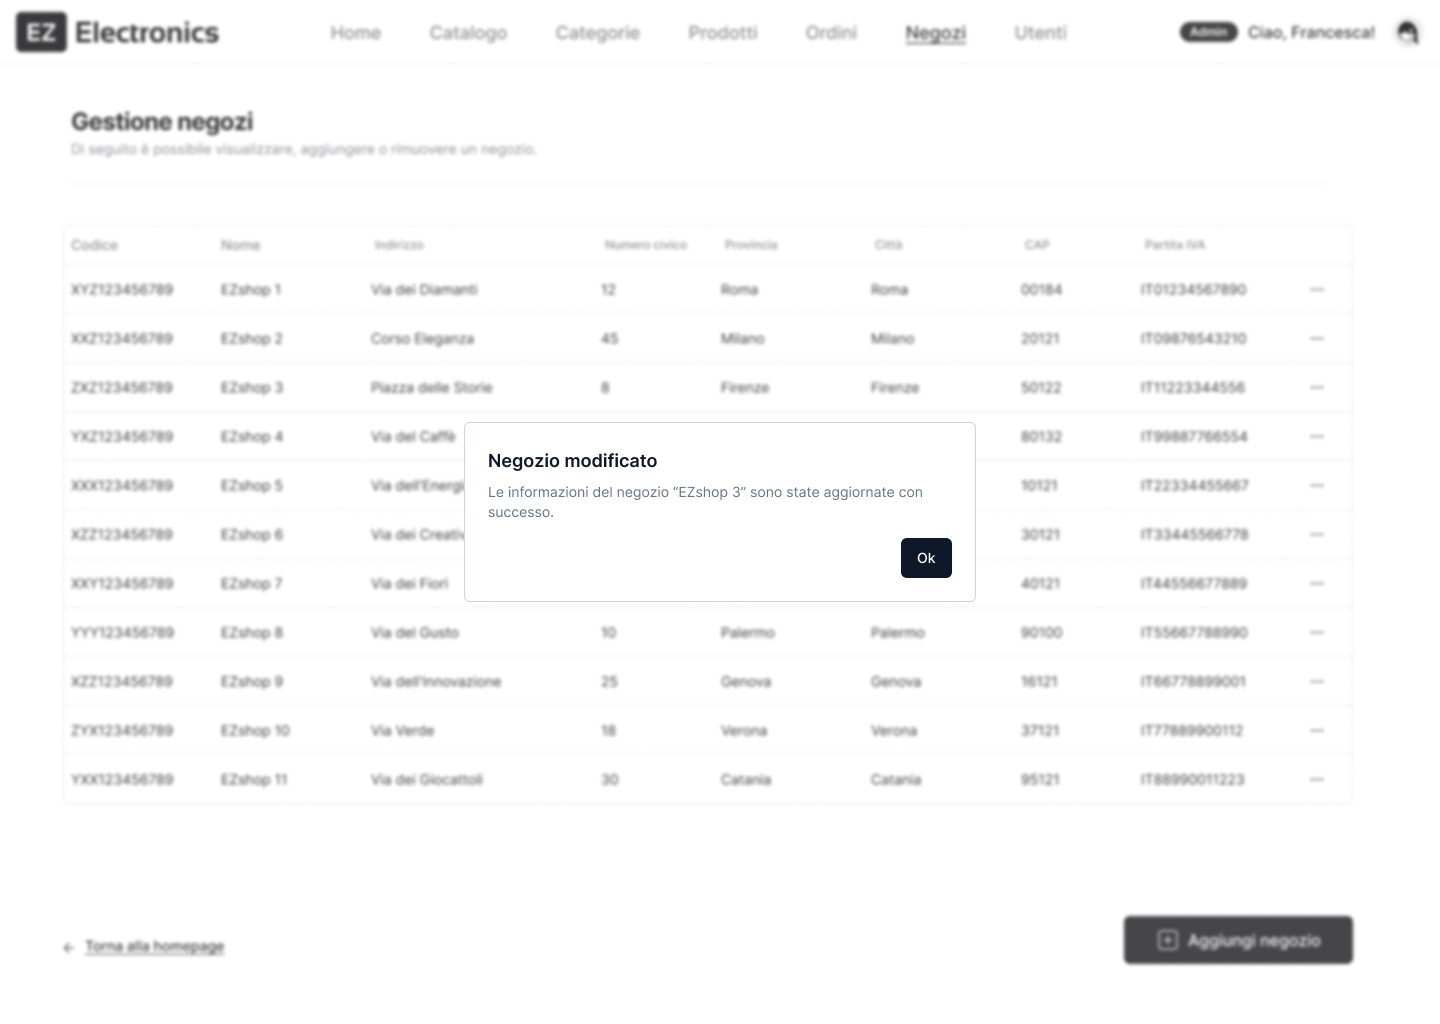 EZ Electronics Home Catalogo Categorie Prodotti Ordini Negozi Utenti Admin Ciao, Francesca!
Gestione negozi
Di seguito è possibile visualizzare, aggiungere o rimuovere un negozio.
Codice Nome Indirizzo Numero civico Provincia Città CAP Partita IVA
XYZ123456789 EZshop 1 Via dei Diamanti 12 Roma Roma 00184 IT01234567890 ...
XXZ123456789 EZshop 2 Corso Eleganza 45 Milano Milano 20121 IT09876543210 ...
ZXZ123456789 EZshop 3 Piazza delle Storie 8 Firenze Firenze 50122 IT11223344556 ...
YXZ123456789 EZshop 4 Via del Caffè 80132 IT99887766554 ...
XXX123456789 EZshop 5 Via dell'Energi 10121 IT22334455667 ...
XZZ123456789 EZshop 6 Via dei Creativ 30121 IT33445566778 ...
XXY123456789 EZshop 7 Via dei Fiori 40121 IT44556677889 ...
YYY123456789 EZshop 8 Via del Gusto 10 Palermo Palermo 90100 IT55667788990 ...
XZZ123456789 EZshop 9 Via dell'Innovazione 25 Genova Genova 16121 IT66778899001 ...
ZYX123456789 EZshop 10 Via Verde 18 Verona Verona 37121 IT77889900112 ...
YXX123456789 EZshop 11 Via dei Giocattoli 30 Catania Catania 95121 IT88990011223 ...
Negozio modificato
Le informazioni del negozio “EZshop 3” sono state aggiornate con
successo.
Ok
← Torna alla homepage
Aggiungi negozio